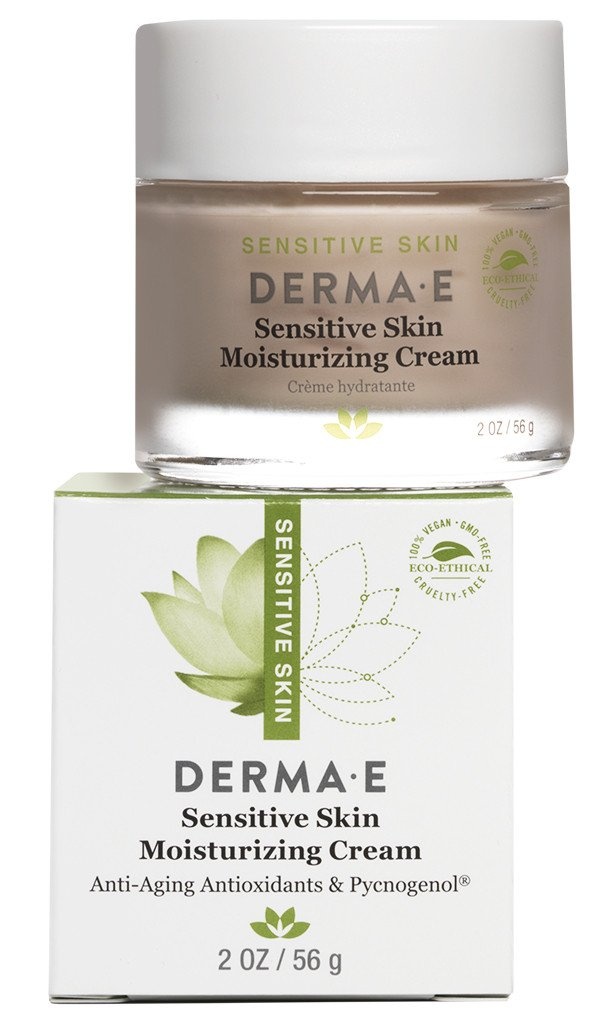 SENSITIVE SKIN
DERMA·E
Sensitive Skin
Moisturizing Cream
Crème hydratante
2 OZ / 56 g
100% VEGAN · GMO-FREE
ECO-ETHICAL
CRUELTY-FREE
SENSITIVE SKIN
100% VEGAN · GMO-FREE
ECO-ETHICAL
CRUELTY-FREE
DERMA·E
Sensitive Skin
Moisturizing Cream
Anti-Aging Antioxidants & Pycnogenol®
2 OZ / 56 g